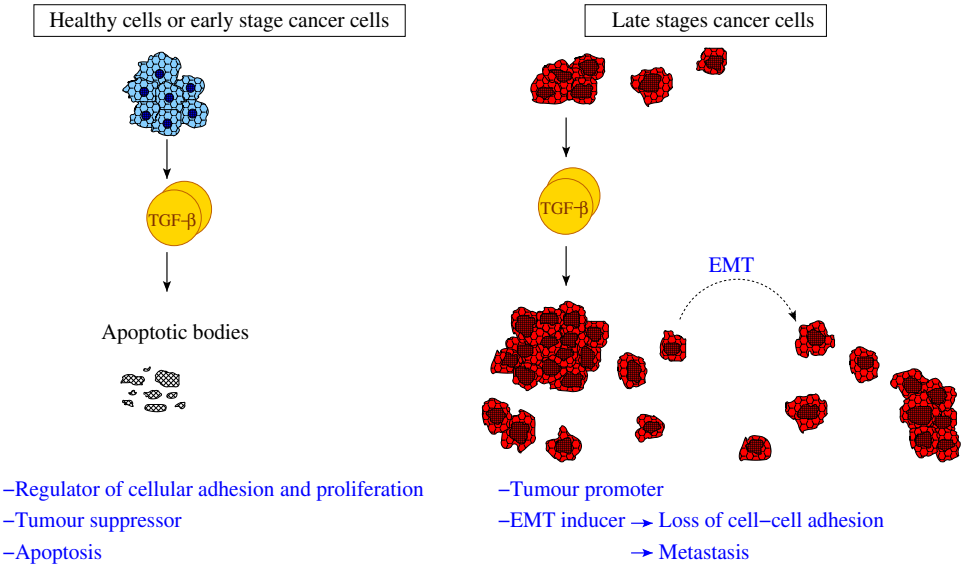 Healthy cells or early stage cancer cells
TGF-β
Apoptotic bodies
-Regulator of cellular adhesion and proliferation
-Tumour suppressor
-Apoptosis
Late stages cancer cells
TGF-β
EMT
-Tumour promoter
-EMT inducer → Loss of cell-cell adhesion
→ Metastasis